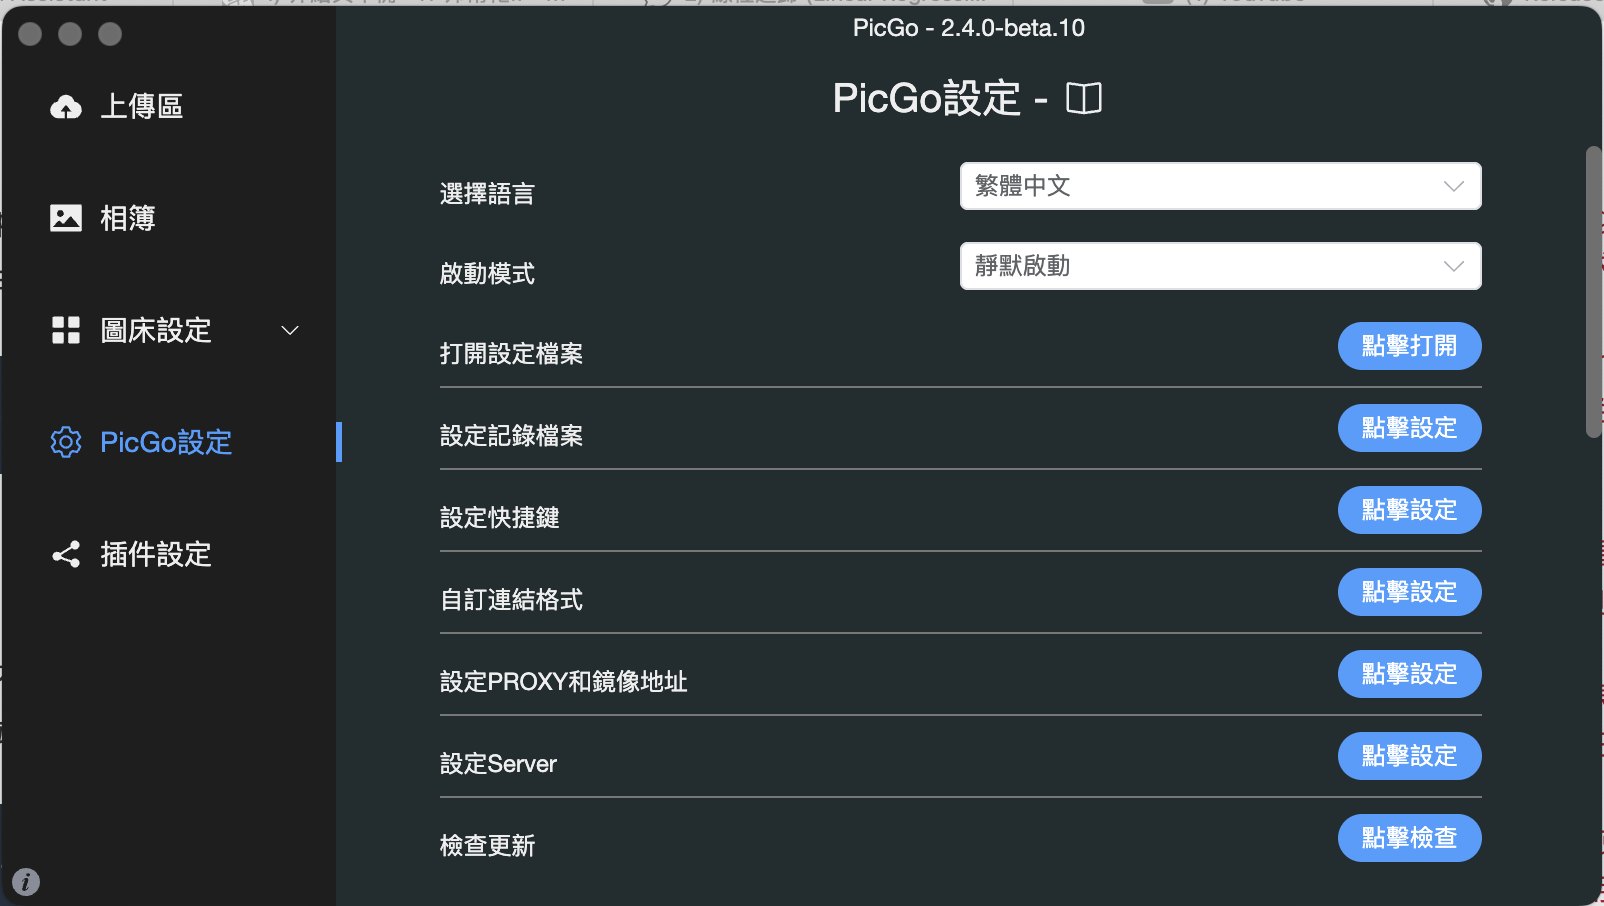 PicGo - 2.4.0-beta.10
上傳區
相簿
圖床設定
PicGo設定
插件設定
PicGo設定 -
選擇語言
繁體中文
啟動模式
靜默啟動
打開設定檔案
點擊打開
設定記錄檔案
點擊設定
設定快捷鍵
點擊設定
自訂連結格式
點擊設定
設定PROXY和鏡像地址
點擊設定
設定Server
點擊設定
檢查更新
點擊檢查